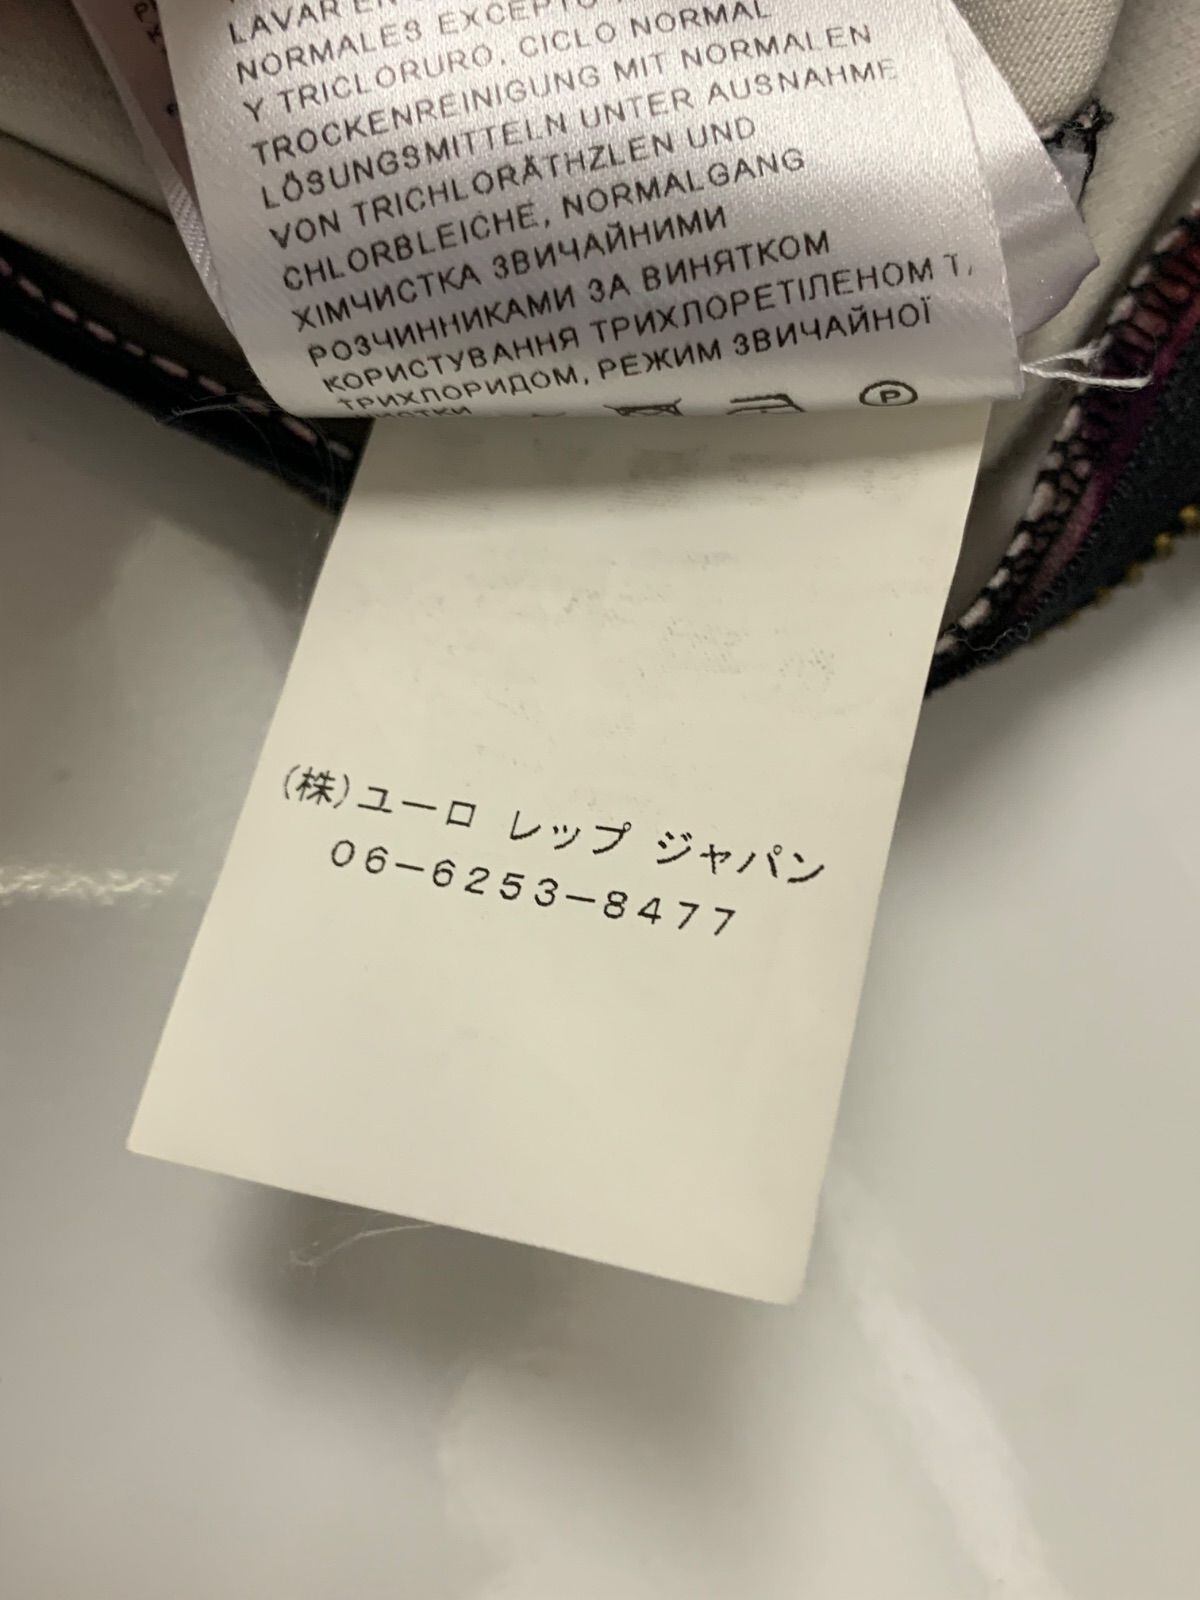 LAVAR EN
NORMALES EXCEPTO
Y TRICLORURO, CICLO NORMAL
TROCKENREINIGUNG MIT NORMALEN
LÖSUNGSMITTELN UNTER AUSNAHME
VON TRICHLORÄTHZLEN UND
CHLORBLEICHE, NORMALGANG
ХІМЧИСТКА ЗВИЧАЙНИМИ
РОЗЧИННИКАМИ ЗА ВИНЯТКОМ
КОРИСТУВАННЯ ТРИХЛОРЕТІЛЕНОМ Т,
ТРИХЛОРИДОМ, РЕЖИМ ЗВИЧАЙНОЇ
ЧИСТКИ
P
(株)ユーロ レップ ジャパン
06-6253-8477